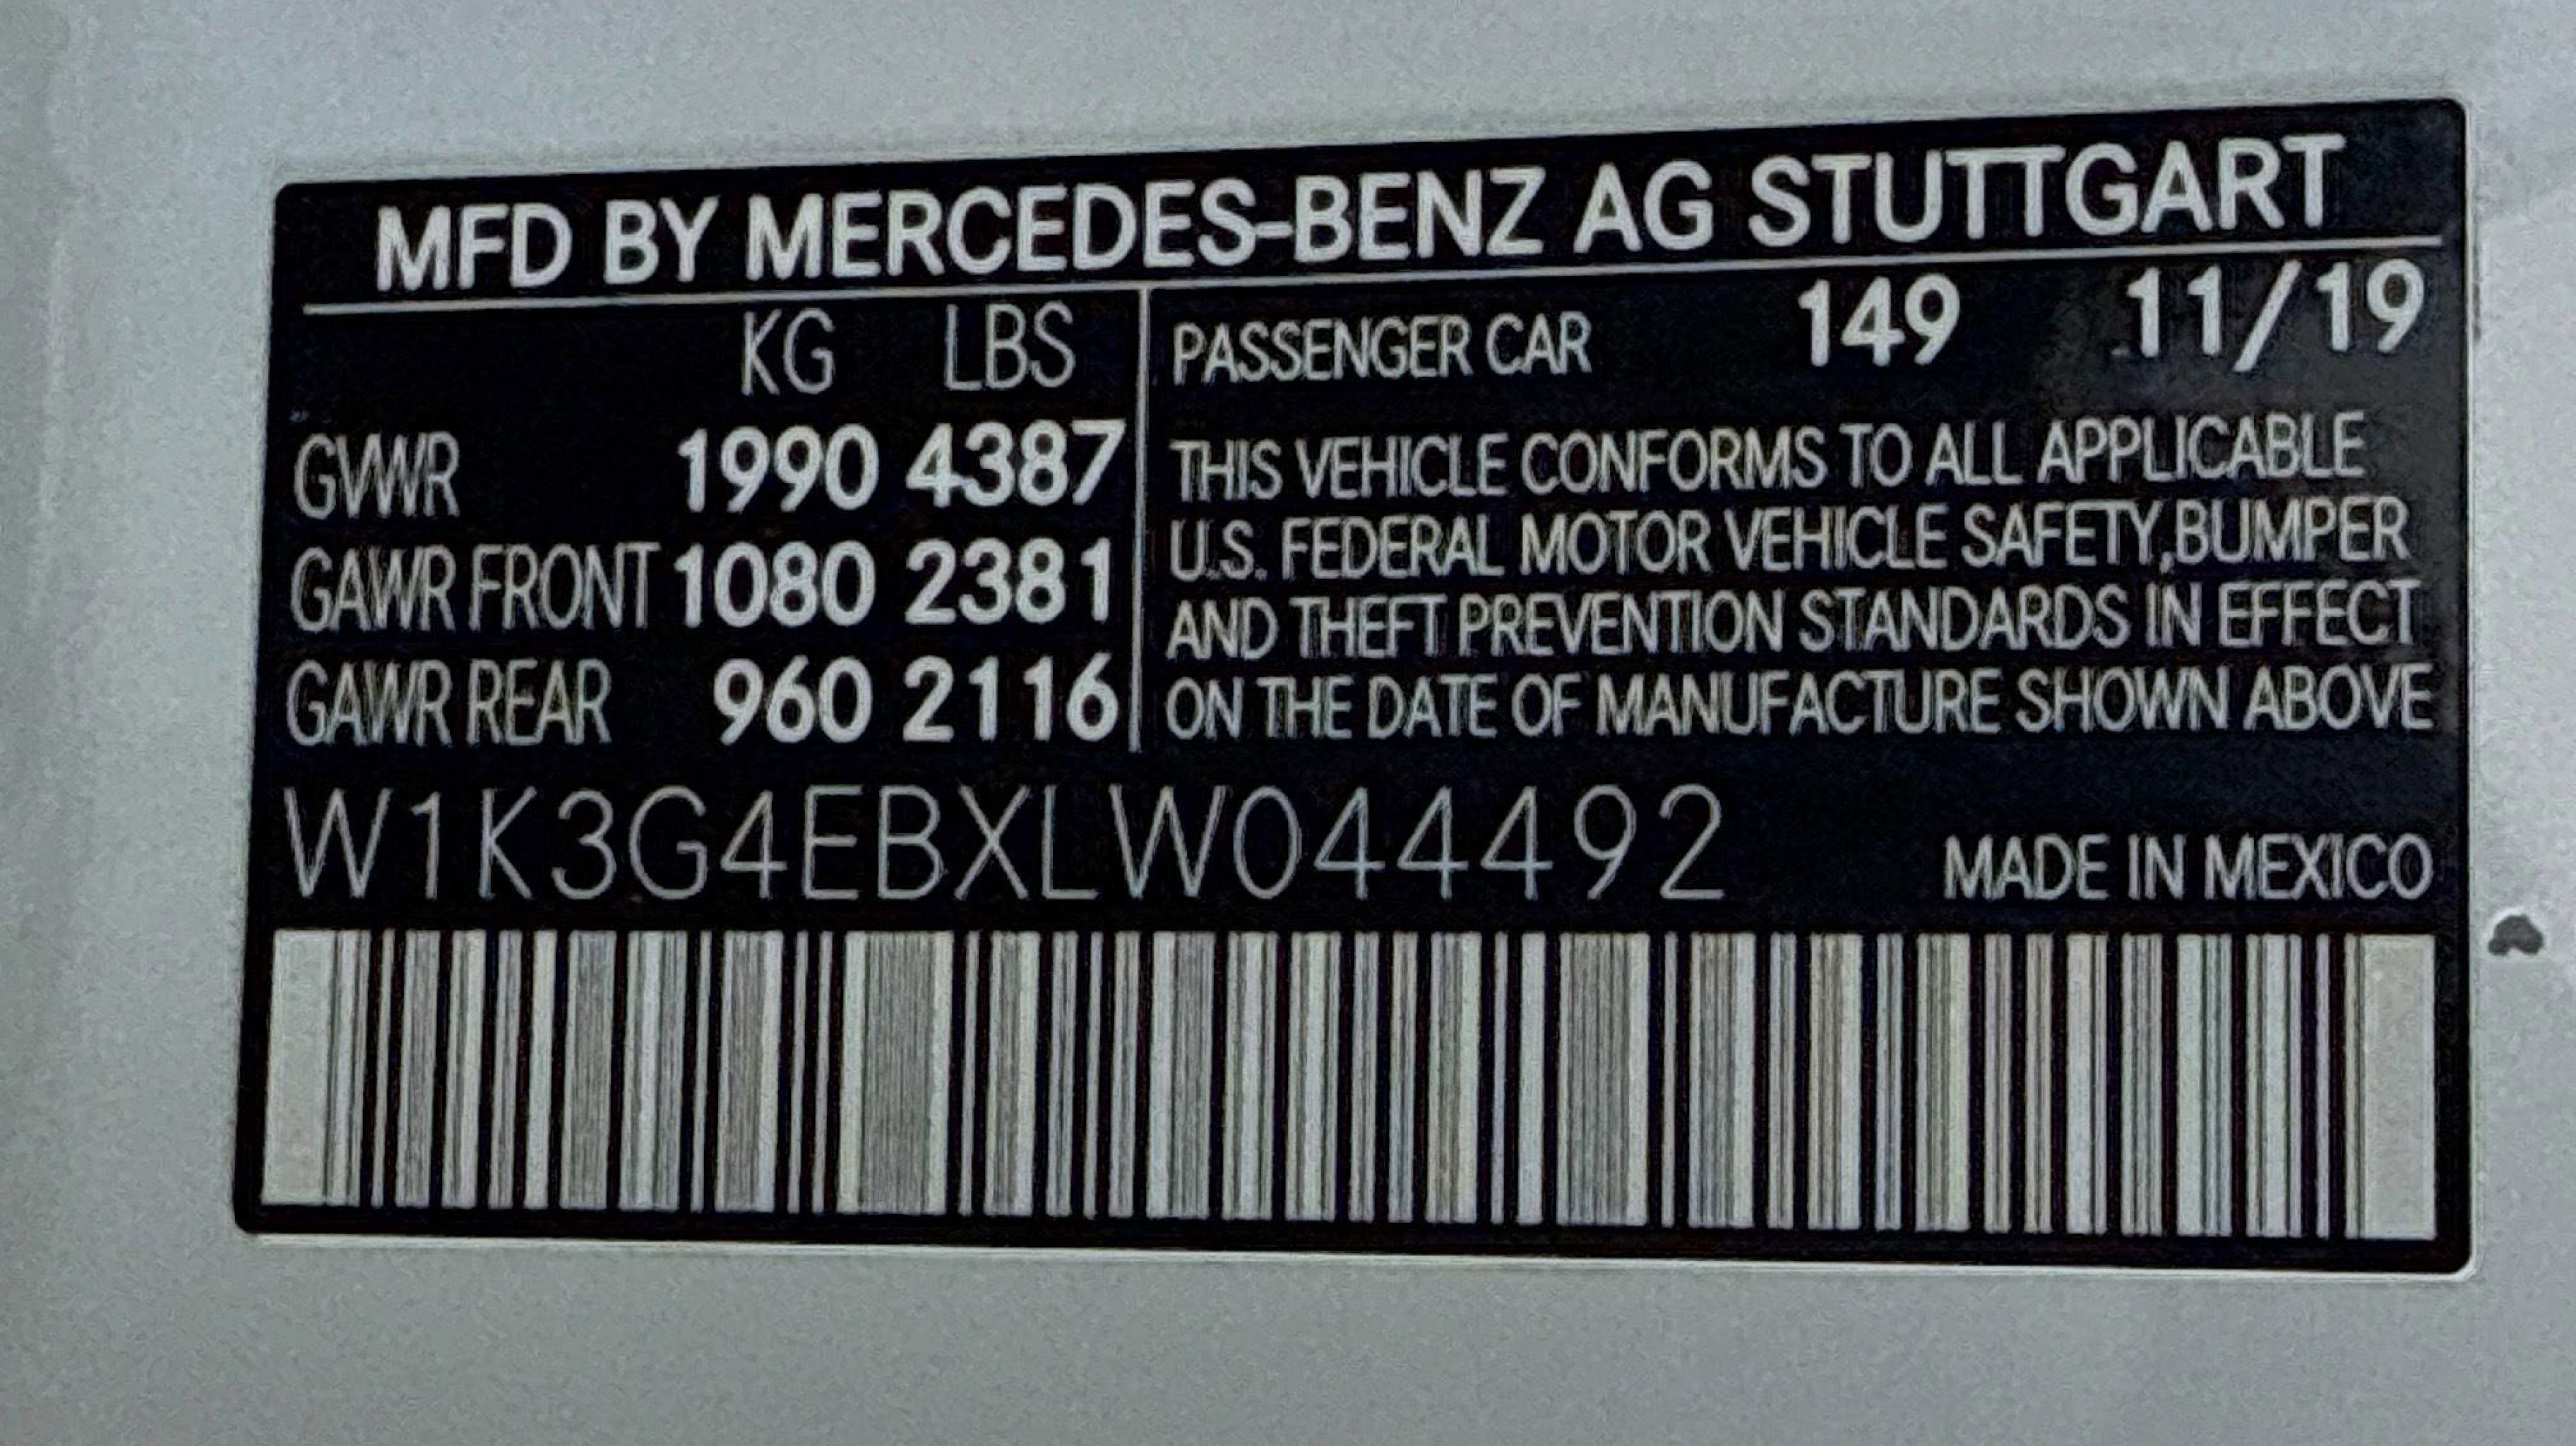 MFD BY MERCEDES-BENZ AG STUTTGART
KG LBS
GVWR 1990 4387
GAWR FRONT 1080 2381
GAWR REAR 960 2116
PASSENGER CAR 149 11/19
THIS VEHICLE CONFORMS TO ALL APPLICABLE
U.S. FEDERAL MOTOR VEHICLE SAFETY,BUMPER
AND THEFT PREVENTION STANDARDS IN EFFECT
ON THE DATE OF MANUFACTURE SHOWN ABOVE
W1K3G4EBXLW044492
MADE IN MEXICO